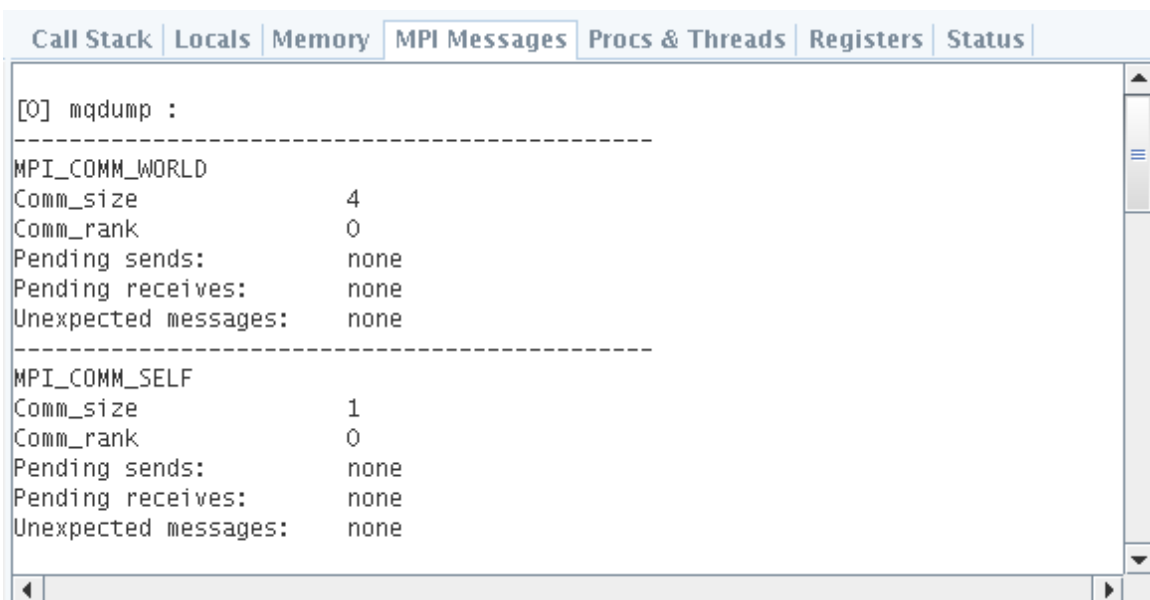 Call Stack Locals Memory MPI Messages Procs & Threads Registers Status
[0] mqdump :
----------------------------------------------
MPI_COMM_WORLD
Comm_size 4
Comm_rank 0
Pending sends: none
Pending receives: none
Unexpected messages: none
----------------------------------------------
MPI_COMM_SELF
Comm_size 1
Comm_rank 0
Pending sends: none
Pending receives: none
Unexpected messages: none